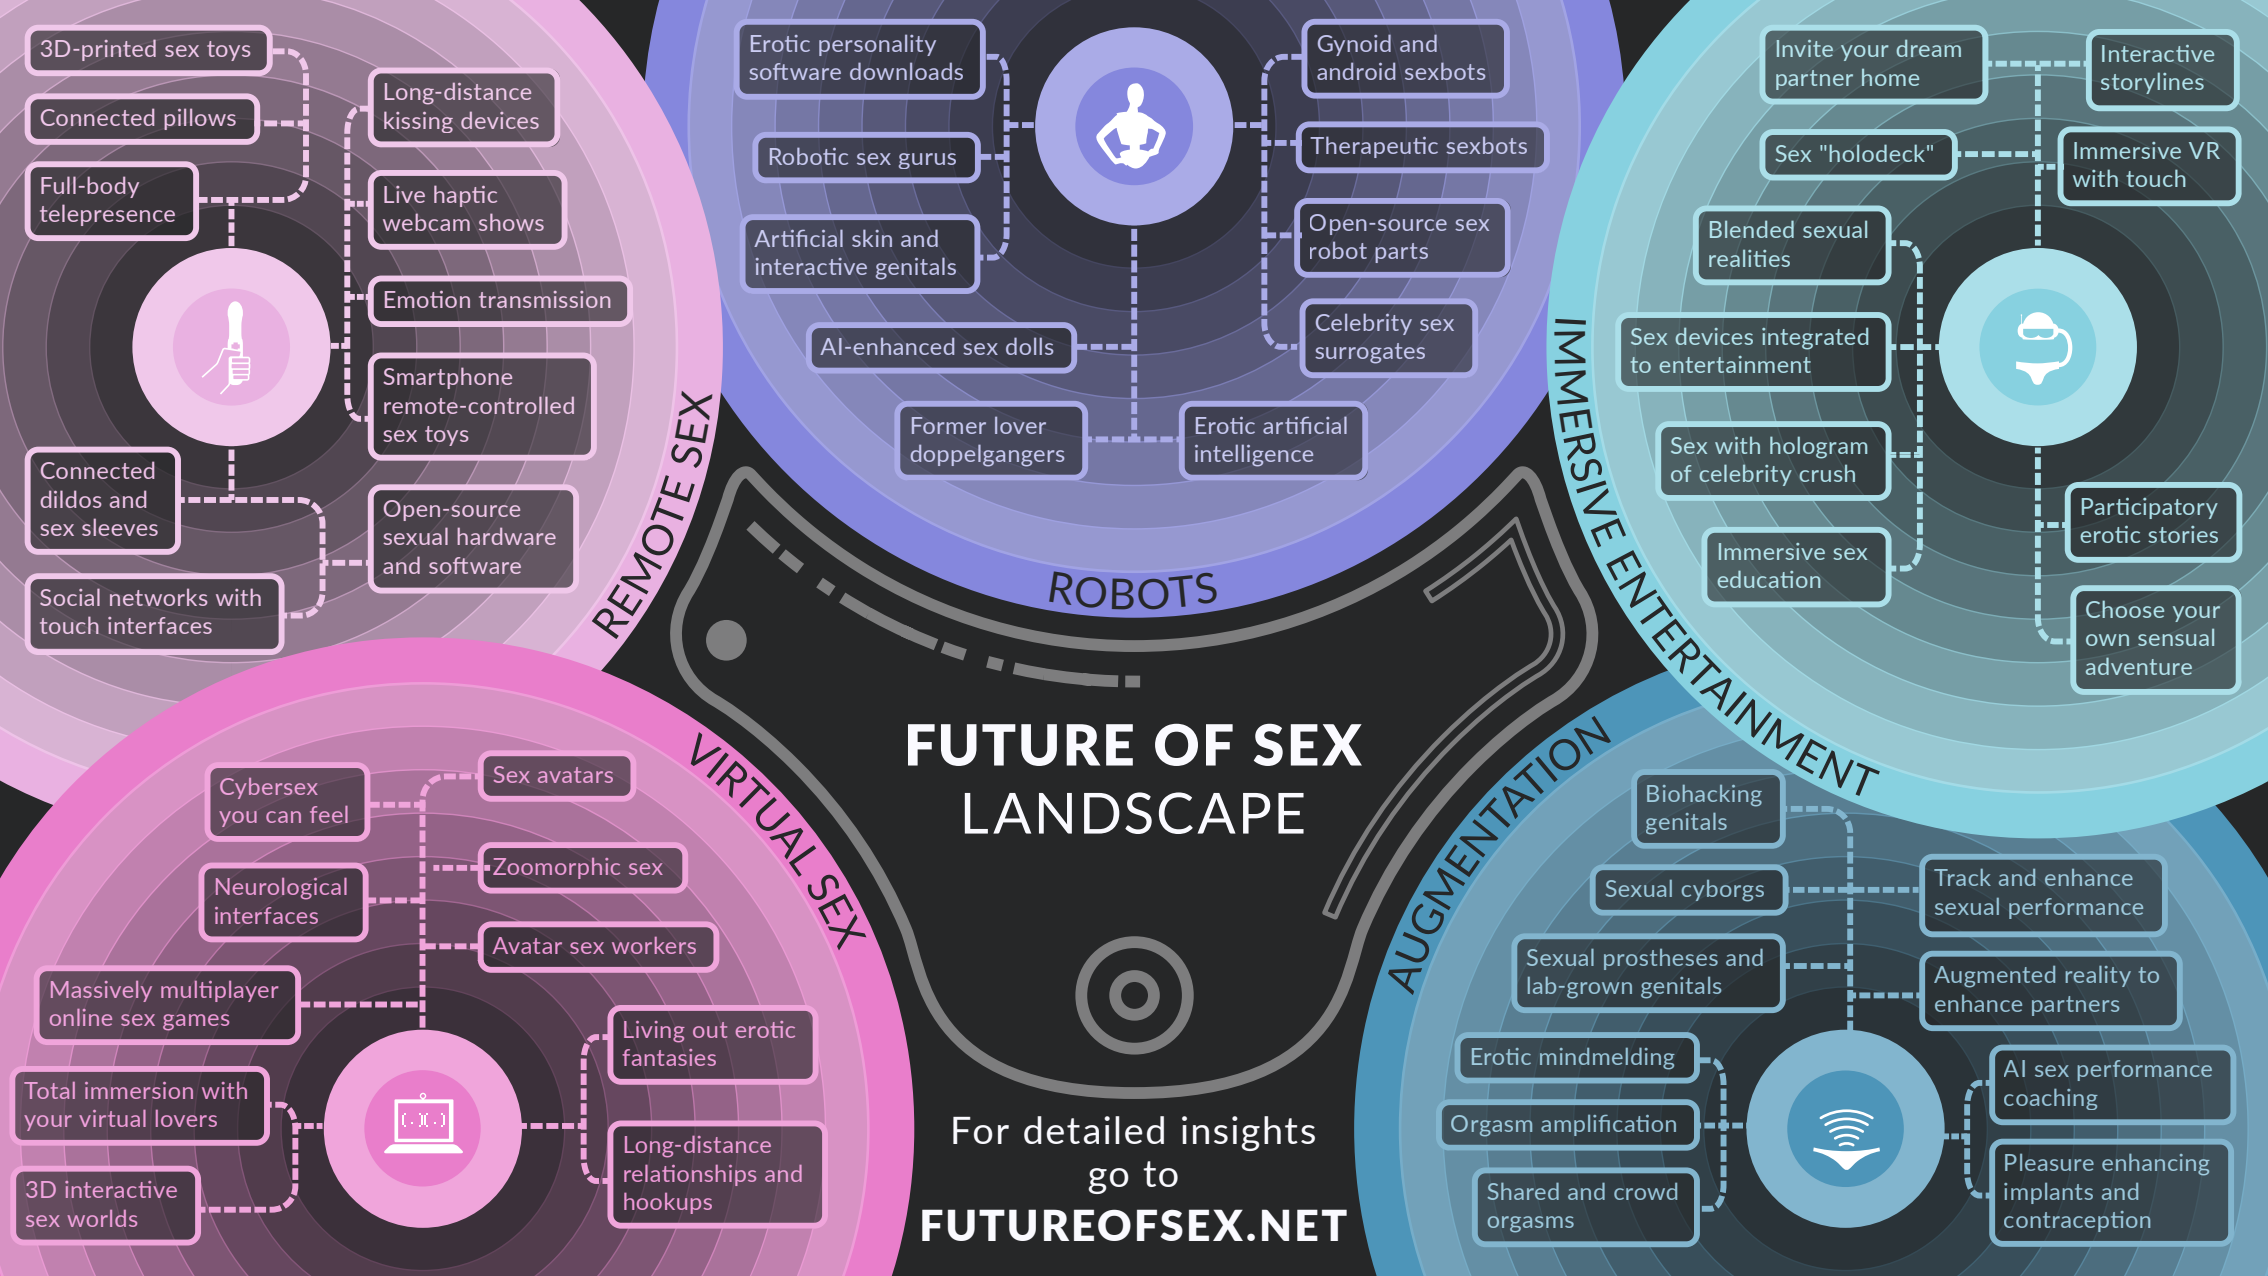 3D-printed sex toys
Connected pillows
Full-body
telepresence
Long-distance
kissing devices
Live haptic
webcam shows
Emotion transmission
Smartphone
remote-controlled
sex toys
Connected
dildos and
sex sleeves
Open-source
sexual hardware
and software
Social networks with
touch interfaces
REMOTE SEX
Erotic personality
software downloads
Robotic sex gurus
Artificial skin and
interactive genitals
AI-enhanced sex dolls
Former lover
doppelgangers
Gynoid and
android sexbots
Therapeutic sexbots
Open-source sex
robot parts
Celebrity sex
surrogates
Erotic artificial
intelligence
ROBOTS
Invite your dream
partner home
Interactive
storylines
Sex "holodeck"
Immersive VR
with touch
Blended sexual
realities
Sex devices integrated
to entertainment
Sex with hologram
of celebrity crush
Immersive sex
education
Participatory
erotic stories
Choose your
own sensual
adventure
IMMERSIVE ENTERTAINMENT
FUTURE OF SEX
LANDSCAPE
Cybersex
you can feel
Sex avatars
Neurological
interfaces
Zoomorphic sex
Avatar sex workers
Massively multiplayer
online sex games
Living out erotic
fantasies
Total immersion with
your virtual lovers
3D interactive
sex worlds
Long-distance
relationships and
hookups
(.)(.)
VIRTUAL SEX
Biohacking
genitals
Sexual cyborgs
Track and enhance
sexual performance
Sexual prostheses and
lab-grown genitals
Augmented reality to
enhance partners
Erotic mindmelding
Orgasm amplification
Shared and crowd
orgasms
AI sex performance
coaching
Pleasure enhancing
implants and
contraception
AUGMENTATION
For detailed insights
go to
FUTUREOFSEX.NET